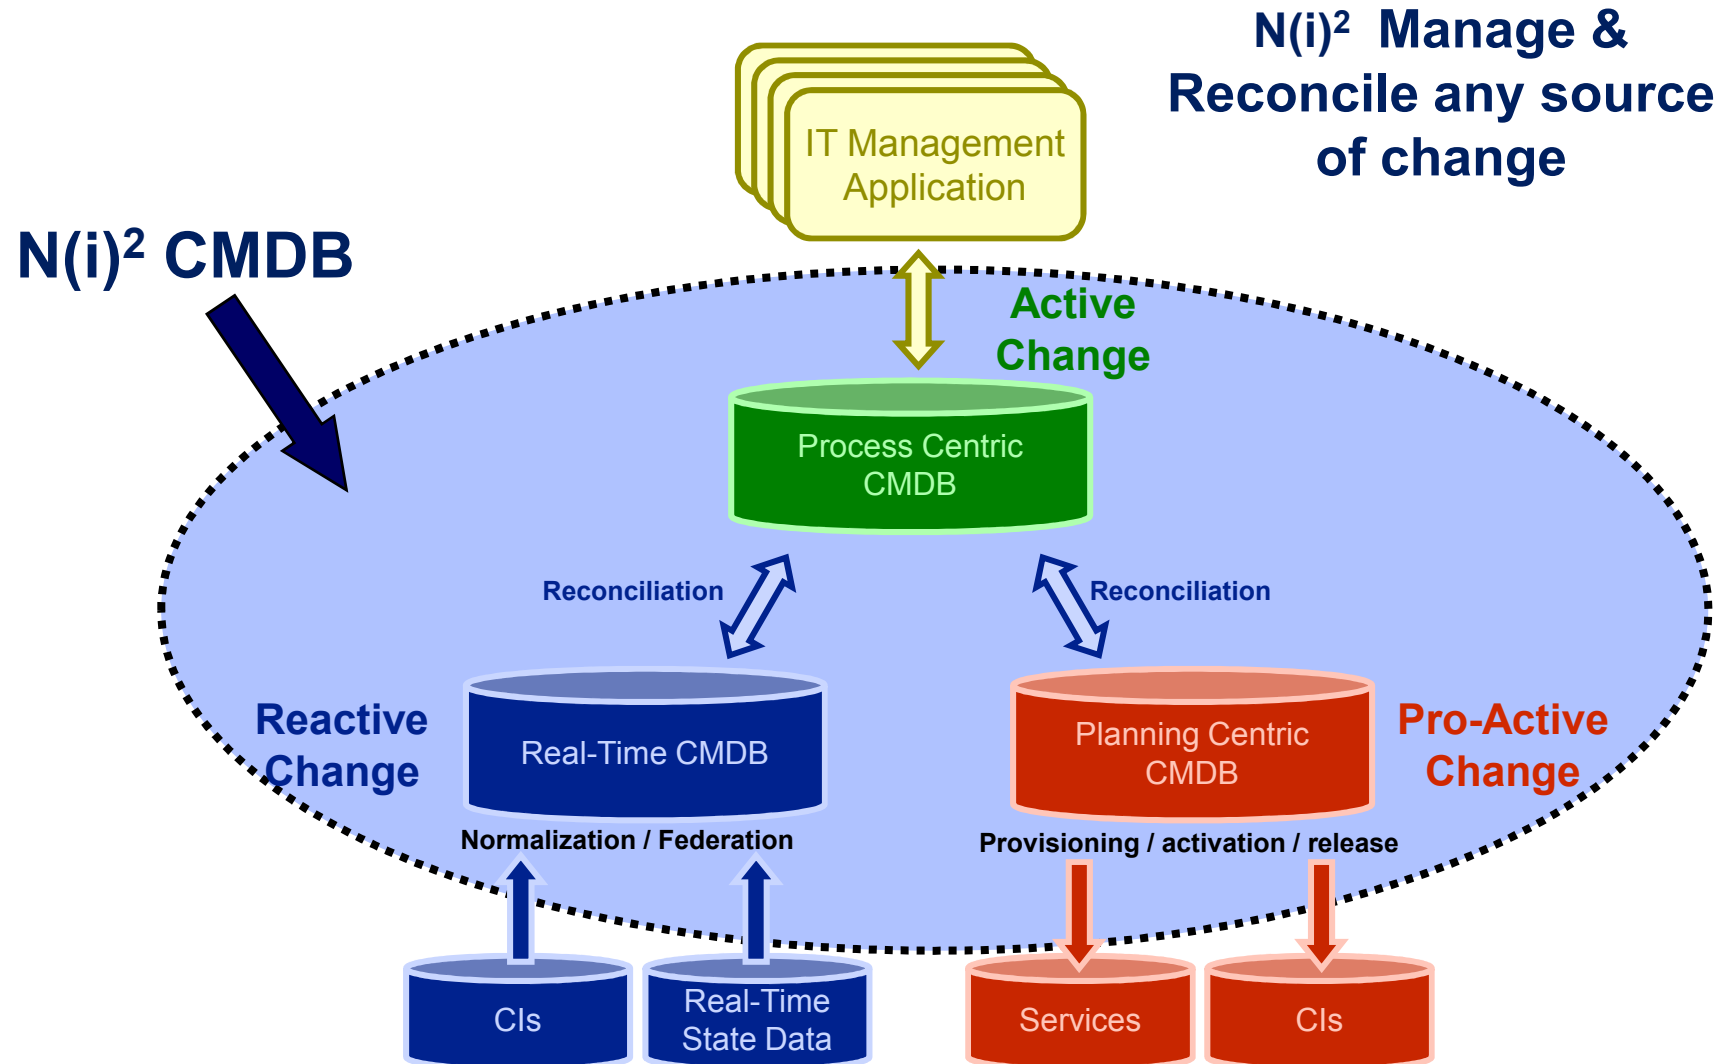 N(i)² Manage &
Reconcile any source
of change
IT Management
Application
N(i)² CMDB
Active
Change
Process Centric
CMDB
Reconciliation
Reconciliation
Reactive
Change
Real-Time CMDB
Planning Centric
CMDB
Pro-Active
Change
Normalization / Federation
Provisioning / activation / release
CIs
Real-Time
State Data
Services
CIs